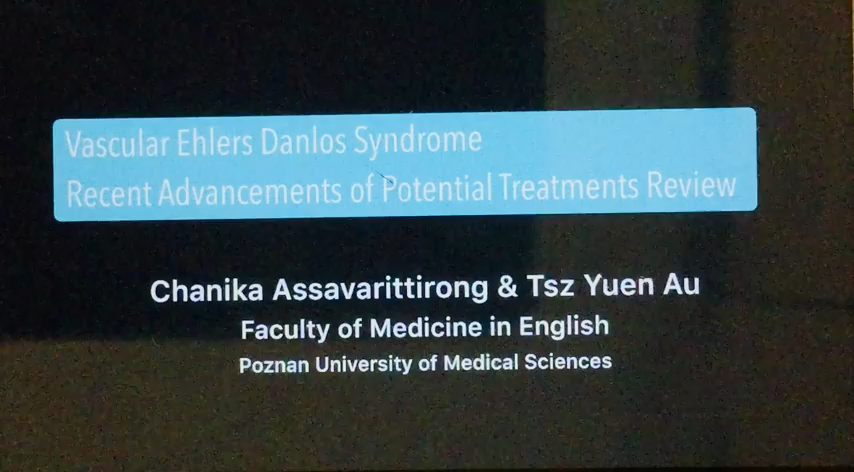 Vascular Ehlers Danlos Syndrome
Recent Advancements of Potential Treatments Review
Chanika Assavarittirong & Tsz Yuen Au
Faculty of Medicine in English
Poznan University of Medical Sciences